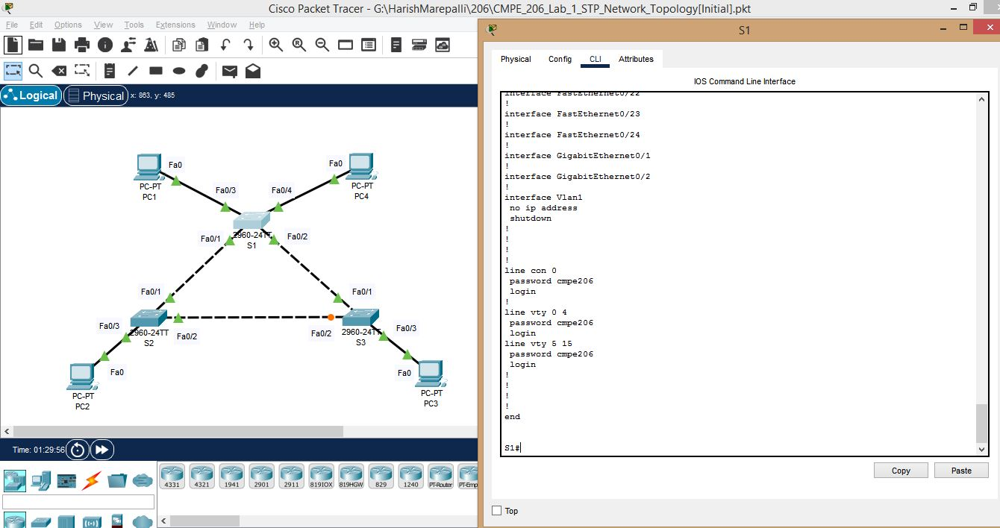 Cisco Packet Tracer - G:\HarishMarepalli\206\CMPE_206_Lab_1_STP_Network_Topology[Initial].pkt
File Edit Options View Tools Extensions Window Help
Logical Physical x: 863, y: 485
Fa0
PC-PT
PC1
Fa0
PC-PT
PC4
Fa0/3
Fa0/4
2960-24TT
S1
Fa0/1
Fa0/2
Fa0/1
Fa0/1
Fa0/3
2960-24TT
S2
Fa0/2
Fa0/2
2960-24TT
S3
Fa0/3
Fa0
PC-PT
PC2
Fa0
PC-PT
PC3
Time: 01:29:56
4331 4321 1941 2901 2911 819IOX 819HGW 829 1240 PT-Router PT-Emp
S1
Physical Config CLI Attributes
IOS Command Line Interface
interface FastEthernet0/22
!
interface FastEthernet0/23
!
interface FastEthernet0/24
!
interface GigabitEthernet0/1
!
interface GigabitEthernet0/2
!
interface Vlan1
no ip address
shutdown
!
!
!
!
line con 0
password cmpe206
login
!
line vty 0 4
password cmpe206
login
line vty 5 15
password cmpe206
login
!
!
!
!
end
S1#
Copy Paste
Top